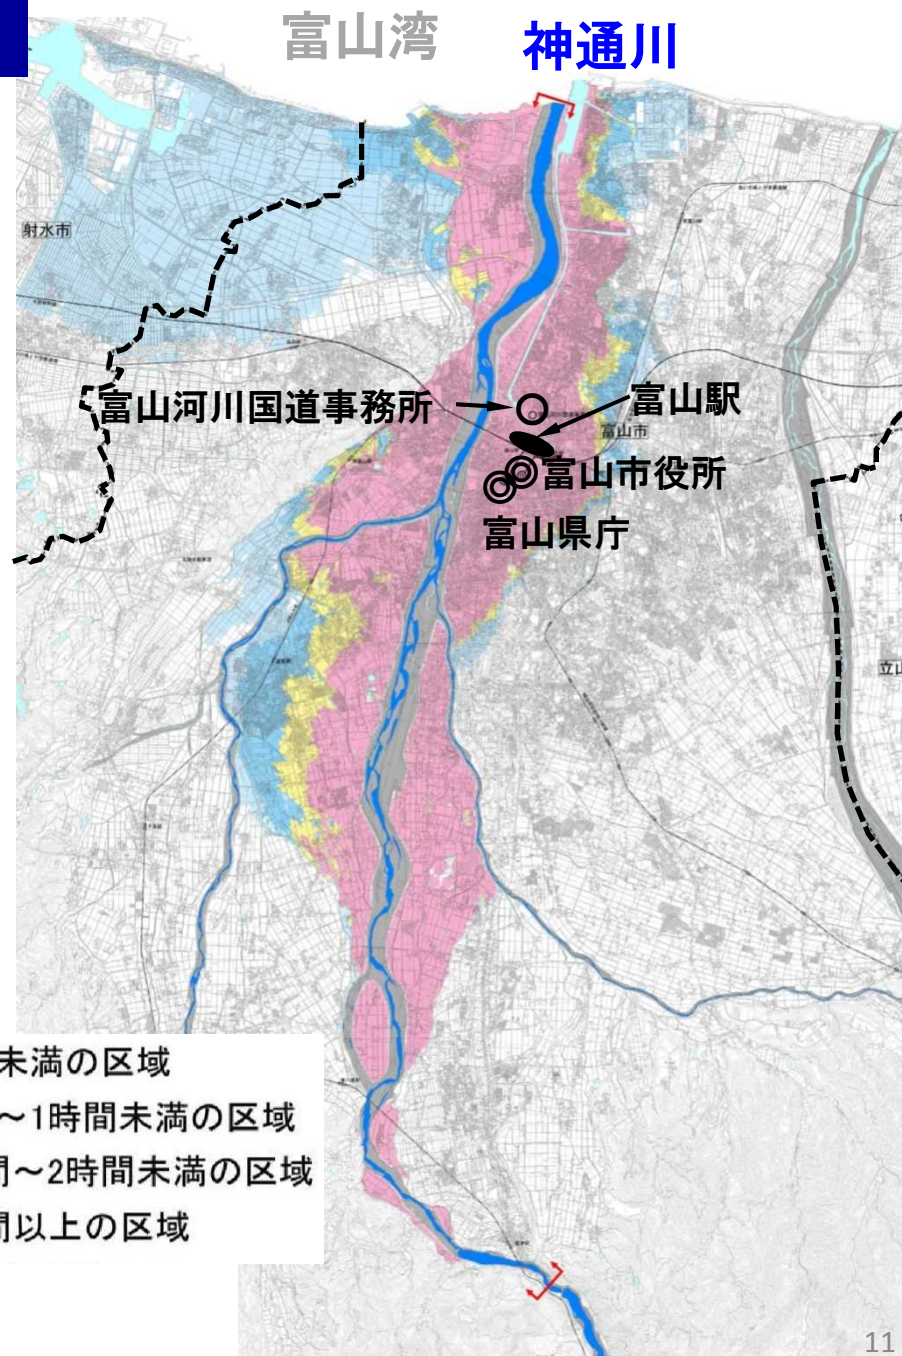 富山湾
神通川
射水市
富山河川国道事務所
富山駅
富山市
富山市役所
富山県庁
立山
未満の区域
～1時間未満の区域
間～2時間未満の区域
間以上の区域
11